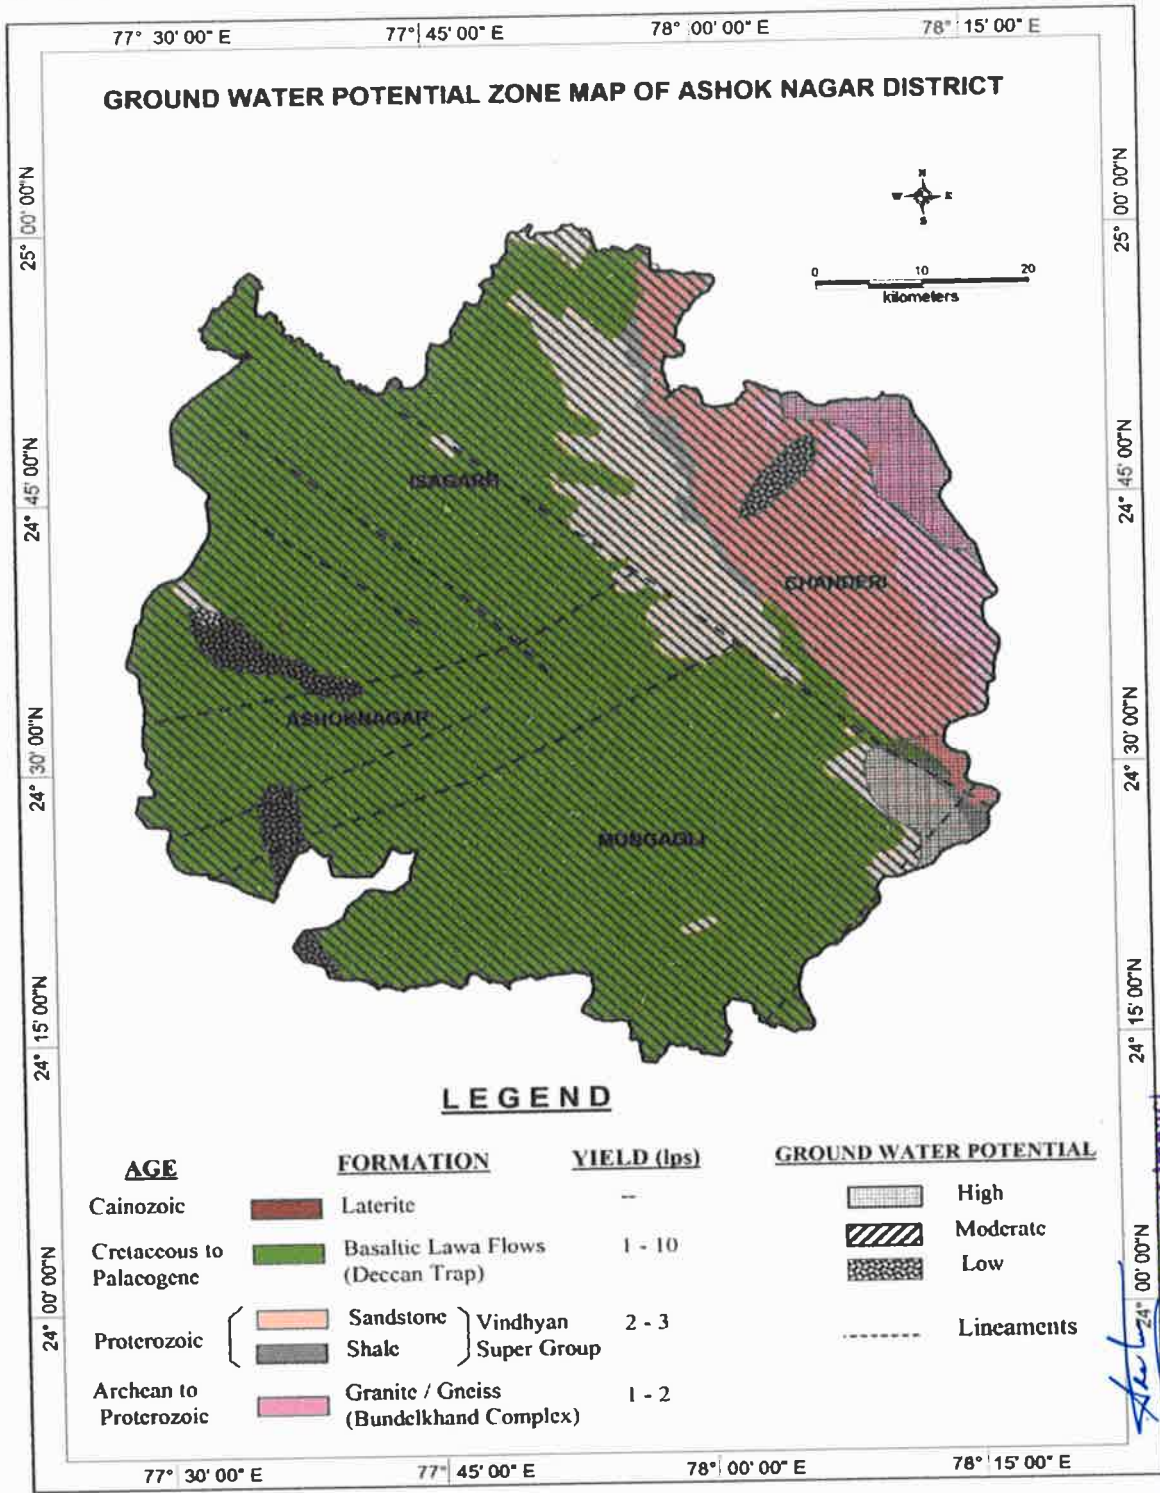 77° 30' 00" E
77° 45' 00" E
78° 00' 00" E
78° 15' 00" E
GROUND WATER POTENTIAL ZONE MAP OF ASHOK NAGAR DISTRICT
N
W E
S
0 10 20
kilometers
25° 00' 00"N
25° 00' 00"N
24° 45' 00"N
24° 45' 00"N
ISAGARH
CHANDERI
ASHOKNAGAR
24° 30' 00"N
24° 30' 00"N
MUNGAOLI
24° 15' 00"N
24° 15' 00"N
LEGEND
AGE FORMATION YIELD (lps) GROUND WATER POTENTIAL
Cainozoic Laterite -- High
Cretaceous to Basaltic Lawa Flows 1 - 10 Moderate
Palaeogene (Deccan Trap) Low
Proterozoic Sandstone Vindhyan 2 - 3 Lineaments
Shale Super Group
Archean to Granite / Gneiss 1 - 2
Proterozoic (Bundelkhand Complex)
24° 00' 00"N
24° 00' 00"N
77° 30' 00" E
77° 45' 00" E
78° 00' 00" E
78° 15' 00" E